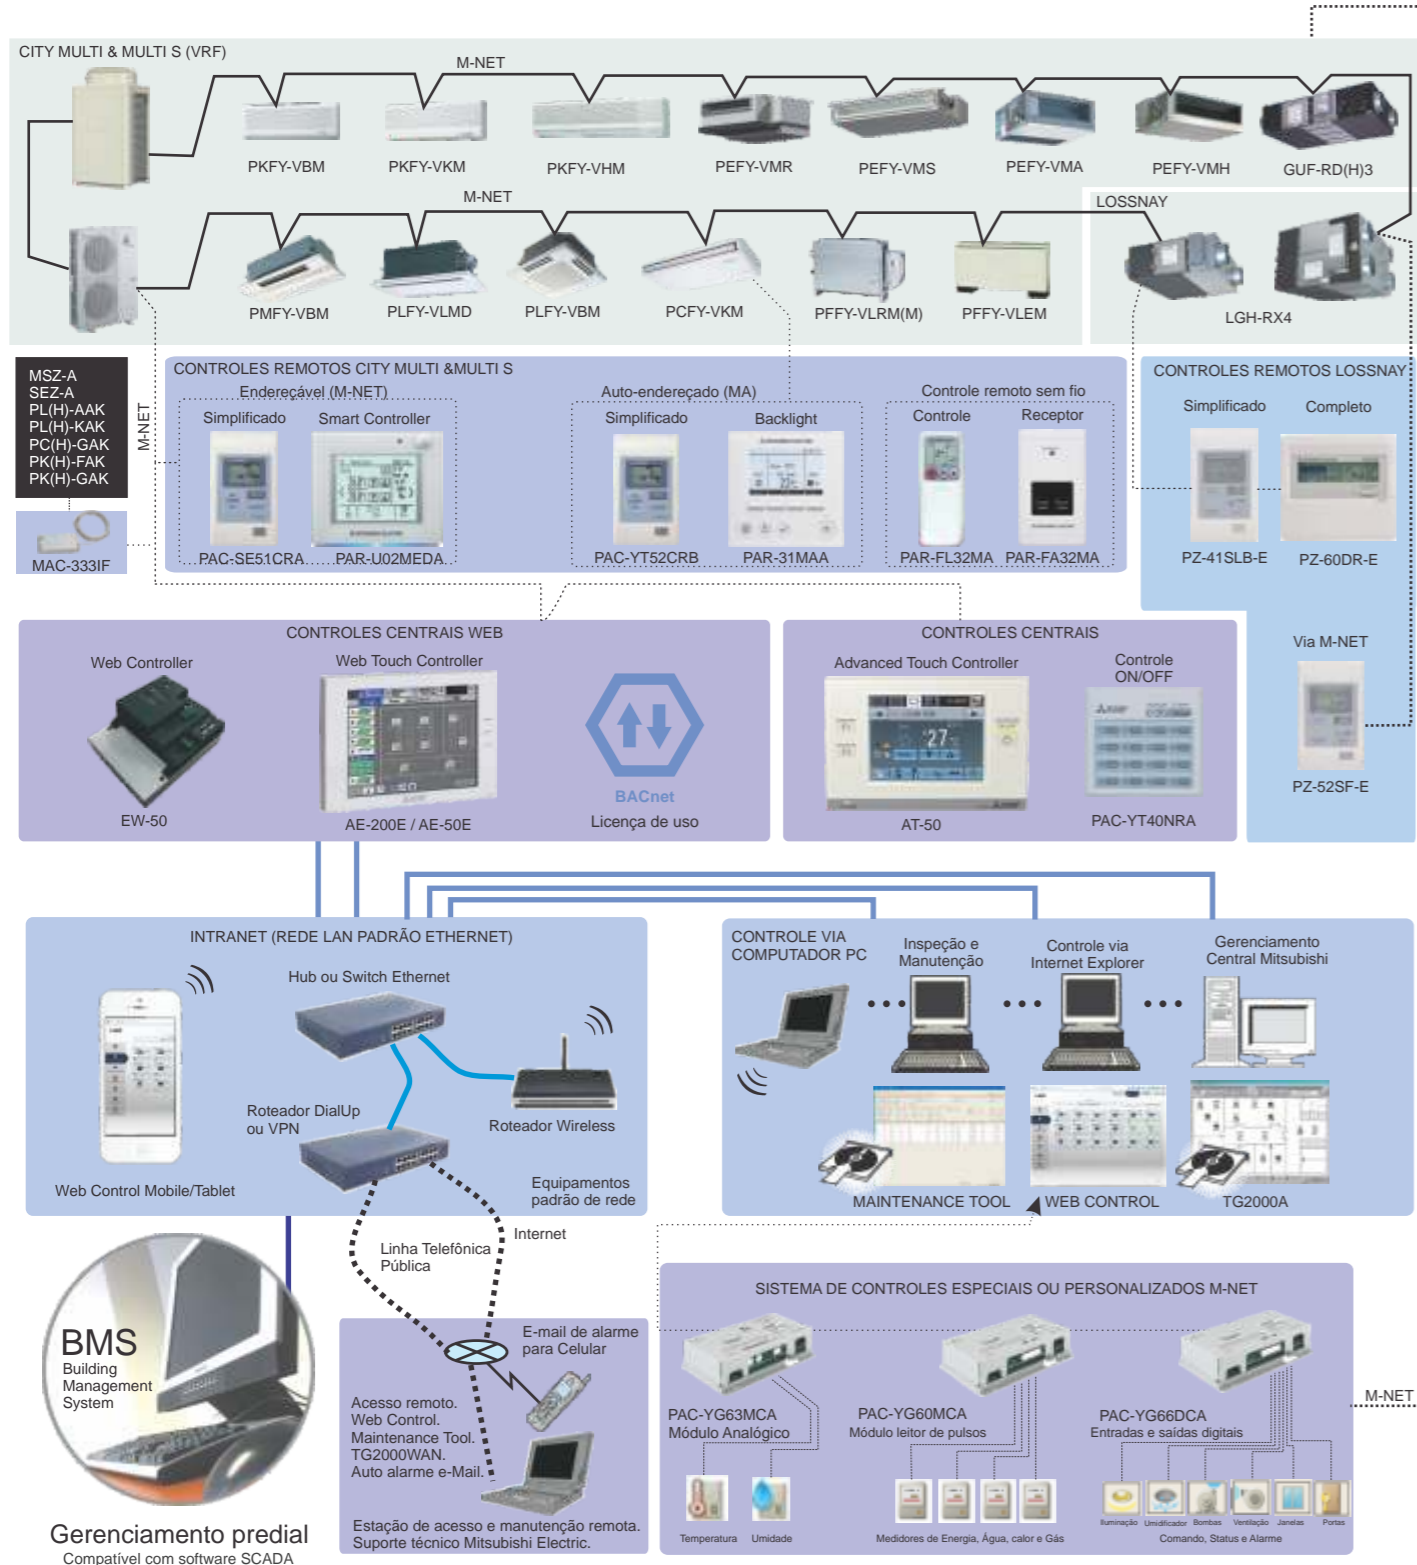 CITY MULTI & MULTI S (VRF)
M-NET
PKFY-VBM
PKFY-VKM
PKFY-VHM
PEFY-VMR
PEFY-VMS
PEFY-VMA
PEFY-VMH
GUF-RD(H)3
M-NET
LOSSNAY
PMFY-VBM
PLFY-VLMD
PLFY-VBM
PCFY-VKM
PFFY-VLRM(M)
PFFY-VLEM
LGH-RX4
MSZ-A
SEZ-A
PL(H)-AAK
PL(H)-KAK
PC(H)-GAK
PK(H)-FAK
PK(H)-GAK
M-NET
MAC-333IF
CONTROLES REMOTOS CITY MULTI &MULTI S
Endereçável (M-NET)
Simplificado
Smart Controller
PAC-SE51CRA
PAR-U02MEDA
Auto-endereçado (MA)
Simplificado
Backlight
PAC-YT52CRB
PAR-31MAA
Controle remoto sem fio
Controle
Receptor
PAR-FL32MA
PAR-FA32MA
CONTROLES REMOTOS LOSSNAY
Simplificado
Completo
PZ-41SLB-E
PZ-60DR-E
Via M-NET
PZ-52SF-E
CONTROLES CENTRAIS WEB
Web Controller
Web Touch Controller
EW-50
AE-200E / AE-50E
BACnet
Licença de uso
CONTROLES CENTRAIS
Advanced Touch Controller
Controle
ON/OFF
27
AT-50
PAC-YT40NRA
INTRANET (REDE LAN PADRÃO ETHERNET)
Hub ou Switch Ethernet
Roteador DialUp
ou VPN
Roteador Wireless
Web Control Mobile/Tablet
Equipamentos
padrão de rede
CONTROLE VIA
COMPUTADOR PC
Inspeção e
Manutenção
Controle via
Internet Explorer
Gerenciamento
Central Mitsubishi
MAINTENANCE TOOL
WEB CONTROL
TG2000A
Internet
Linha Telefônica
Pública
BMS
Building
Management
System
Gerenciamento predial
Compatível com software SCADA
E-mail de alarme
para Celular
Acesso remoto.
Web Control.
Maintenance Tool.
TG2000WAN.
Auto alarme e-Mail.
Estação de acesso e manutenção remota.
Suporte técnico Mitsubishi Electric.
SISTEMA DE CONTROLES ESPECIAIS OU PERSONALIZADOS M-NET
PAC-YG63MCA
Módulo Analógico
Temperatura
Umidade
PAC-YG60MCA
Módulo leitor de pulsos
Medidores de Energia, Água, calor e Gás
PAC-YG66DCA
Entradas e saídas digitais
Iluminação
Umidificador
Bombas
Ventilação
Janelas
Portas
Comando, Status e Alarme
M-NET